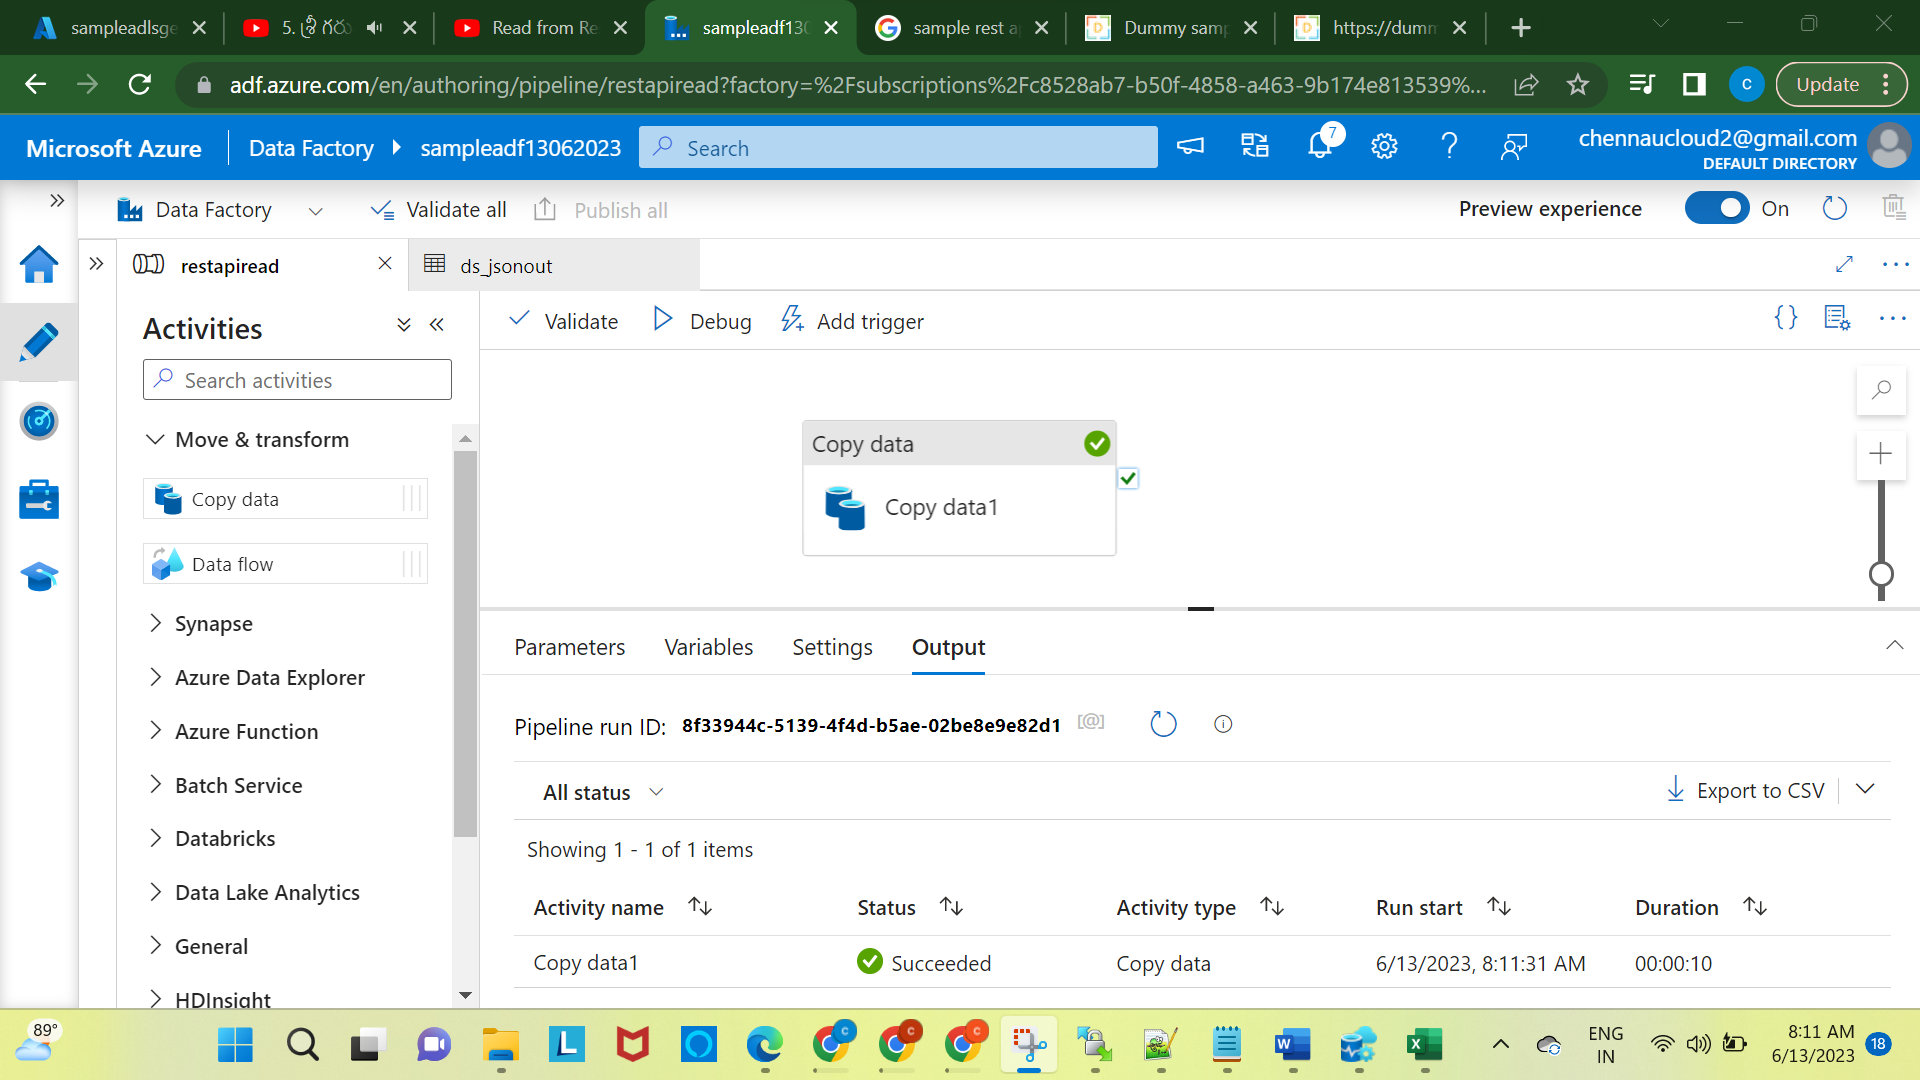 sampleadlsge
5. శ్రీ గురు
Read from Re
sampleadf130
sample rest a
Dummy samp
https://dumm
adf.azure.com/en/authoring/pipeline/restapiread?factory=%2Fsubscriptions%2Fc8528ab7-b50f-4858-a463-9b174e813539%...
C
Update
Microsoft Azure
Data Factory
sampleadf13062023
Search
7
chennaucloud2@gmail.com
DEFAULT DIRECTORY
Data Factory
Validate all
Publish all
Preview experience
On
restapiread
ds_jsonout
Activities
Validate
Debug
Add trigger
Search activities
Move & transform
Copy data
Data flow
Synapse
Azure Data Explorer
Azure Function
Batch Service
Databricks
Data Lake Analytics
General
HDInsight
Copy data
Copy data1
Parameters
Variables
Settings
Output
Pipeline run ID: 8f33944c-5139-4f4d-b5ae-02be8e9e82d1 [@]
All status
Export to CSV
Showing 1 - 1 of 1 items
Activity name
Status
Activity type
Run start
Duration
Copy data1
Succeeded
Copy data
6/13/2023, 8:11:31 AM
00:00:10
89°
ENG
IN
8:11 AM
6/13/2023
18